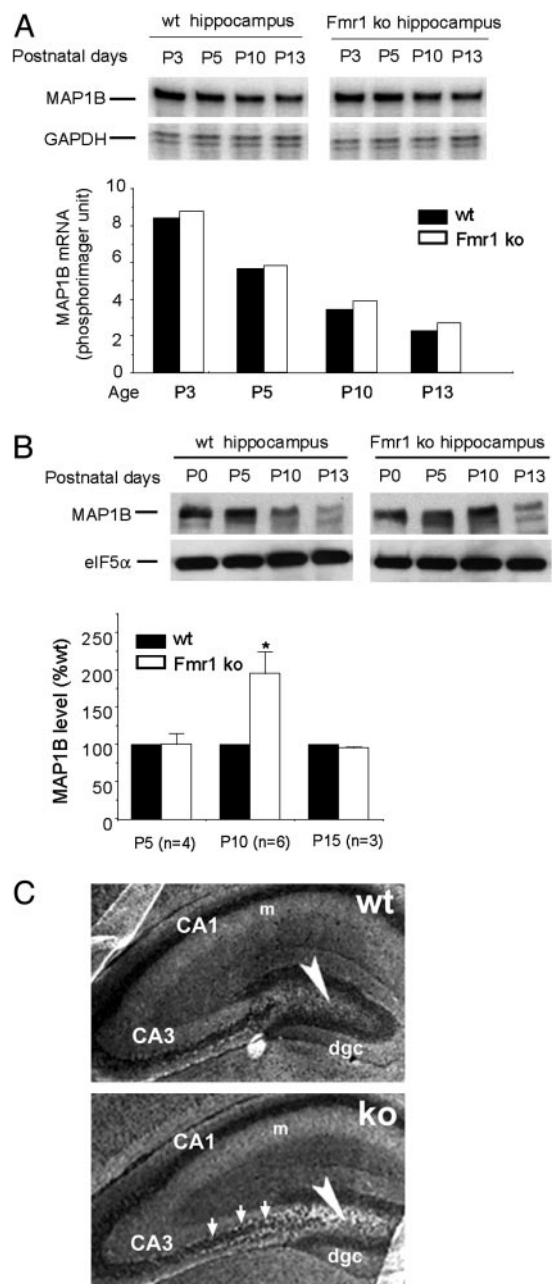 A
wt hippocampus Fmr1 ko hippocampus
Postnatal days P3 P5 P10 P13 P3 P5 P10 P13
MAP1B
GAPDH
MAP1B mRNA
(phosphorimager unit)
10
8
6
4
2
0
wt
Fmr1 ko
Age P3 P5 P10 P13
B
wt hippocampus Fmr1 ko hippocampus
Postnatal days P0 P5 P10 P13 P0 P5 P10 P13
MAP1B
eIF5α
MAP1B level (%wt)
250
200
150
100
50
0
wt
Fmr1 ko
*
P5 (n=4) P10 (n=6) P15 (n=3)
C
wt
m
CA1
CA3
dgc
ko
m
CA1
CA3
dgc